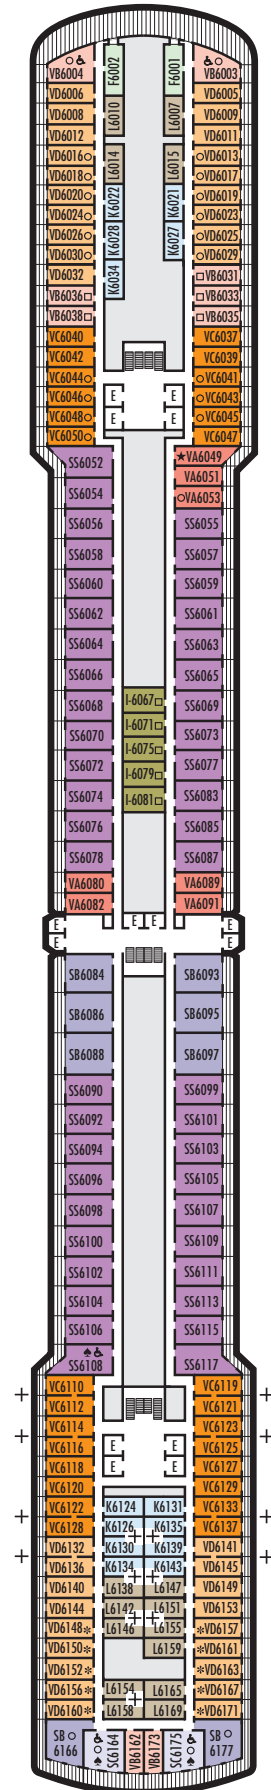 VB6004 F6002 F6001 VB6003
VD6006 VD6005
VD6008 L6010 L6007 VD6009
VD6012 VD6011
VD6016 L6014 L6015 VD6013
VD6018 VD6017
VD6020 K6022 K6021 VD6019
VD6024 VD6023
VD6026 K6028 K6027 VD6025
VD6030 VD6029
VD6032 K6034 VB6031
VB6036 VB6033
VB6038 VB6035
VC6040 VC6037
VC6042 VC6039
VC6044 VC6041
VC6046 E E VC6043
VC6048 E E VC6045
VC6050 VC6047
SS6052 ★VA6049
VA6051
SS6054 VA6053
SS6056 SS6055
SS6058 SS6057
SS6060 SS6059
SS6062 SS6061
SS6064 SS6063
SS6066 SS6065
SS6068 I-6067 SS6069
I-6071
SS6070 SS6073
I-6075
SS6072 I-6079 SS6077
SS6074 I-6081 SS6083
SS6076 SS6085
SS6078 SS6087
VA6080 VA6089
VA6082 VA6091
E E E E
E E
SB6084 SB6093
SB6086 SB6095
SB6088 SB6097
SS6090 SS6099
SS6092 SS6101
SS6094 SS6103
SS6096 SS6105
SS6098 SS6107
SS6100 SS6109
SS6102 SS6111
SS6104 SS6113
SS6106 SS6115
SS6108 SS6117
VC6110 VC6119
VC6112 VC6121
VC6114 VC6123
VC6116 E E VC6125
VC6118 E E VC6127
VC6120 VC6129
VC6122 K6124 K6131 VC6133
VC6128 K6126 K6135 VC6137
VD6132 K6130 K6139 VD6141
VD6136 K6134 K6143 VD6145
VD6140 L6138 L6147 VD6149
VD6144 L6142 L6151 VD6153
VD6148* L6146 L6155 *VD6157
VD6150* L6159 *VD6161
VD6152* *VD6163
VD6156* L6154 L6165 *VD6167
VD6160* L6158 L6169 *VD6171
SB 6166 SC6164 VB6162 VB6173 SC6175 SB 6177